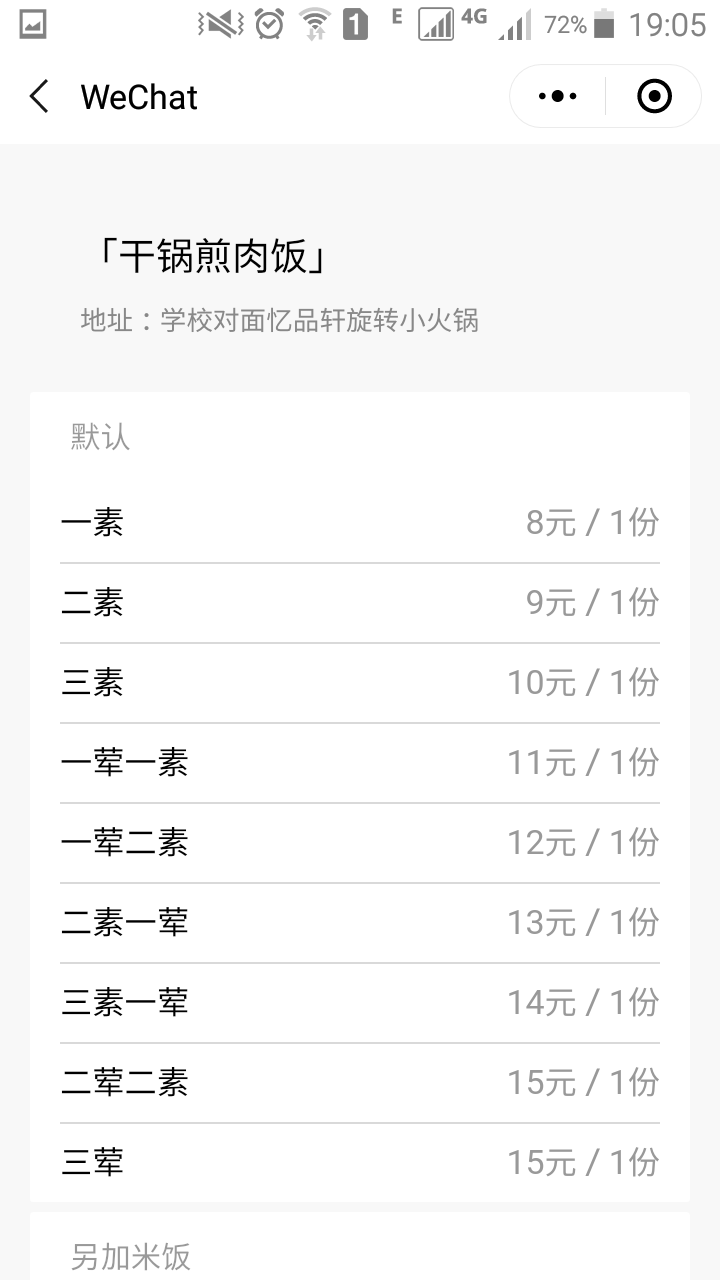 1 E 4G 72% 19:05
WeChat
「干锅煎肉饭」
地址：学校对面忆品轩旋转小火锅
默认
一素 8元 / 1份
二素 9元 / 1份
三素 10元 / 1份
一荤一素 11元 / 1份
一荤二素 12元 / 1份
二素一荤 13元 / 1份
三素一荤 14元 / 1份
二荤二素 15元 / 1份
三荤 15元 / 1份
另加米饭